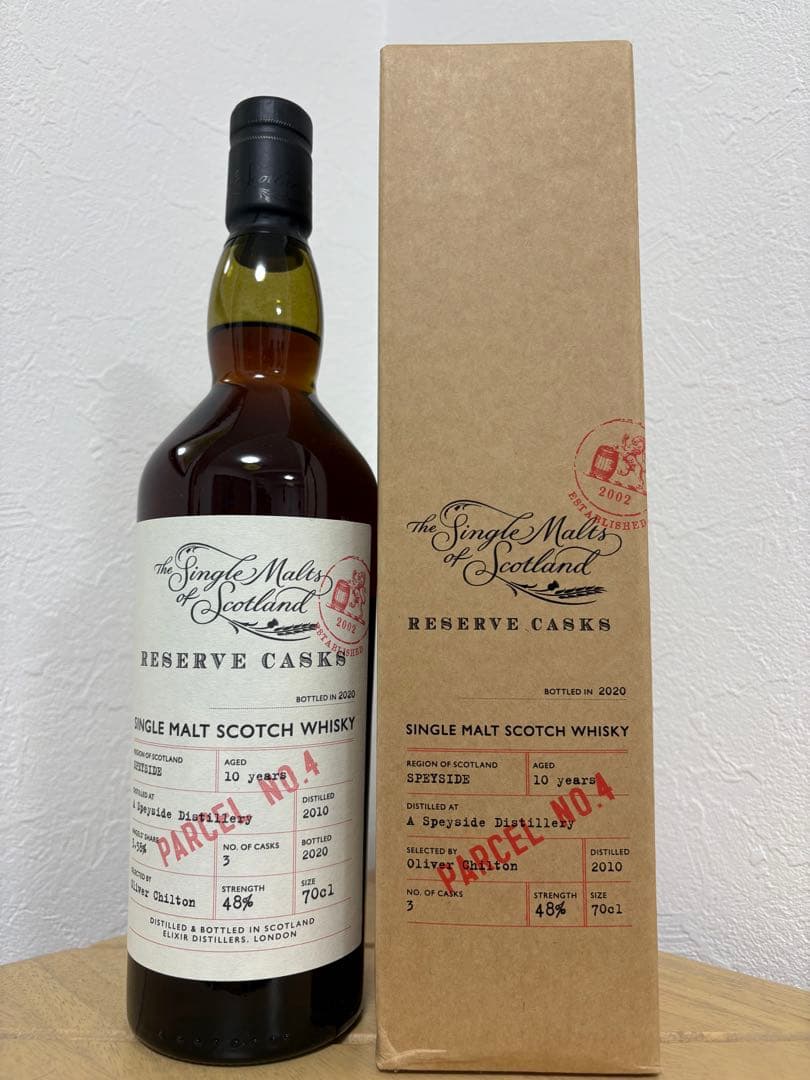 The Single Malts
of Scotland
2002
ESTABLISHED
RESERVE CASKS
BOTTLED IN 2020
SINGLE MALT SCOTCH WHISKY
REGION OF SCOTLAND
SPEYSIDE
AGED
10 years
DISTILLED AT
A Speyside Distillery
DISTILLED
2010
PARCEL NO.4
ANGELS' SHARE
NO. OF CASKS
3
BOTTLED
2020
SELECTED BY
Oliver Chilton
STRENGTH
48%
SIZE
70cl
DISTILLED & BOTTLED IN SCOTLAND
ELIXIR DISTILLERS, LONDON
2002
ESTABLISHED
The Single Malts
of Scotland
RESERVE CASKS
BOTTLED IN 2020
SINGLE MALT SCOTCH WHISKY
REGION OF SCOTLAND
SPEYSIDE
AGED
10 years
DISTILLED AT
A Speyside Distillery
PARCEL NO.4
SELECTED BY
Oliver Chilton
DISTILLED
2010
NO. OF CASKS
3
STRENGTH
48%
SIZE
70cl